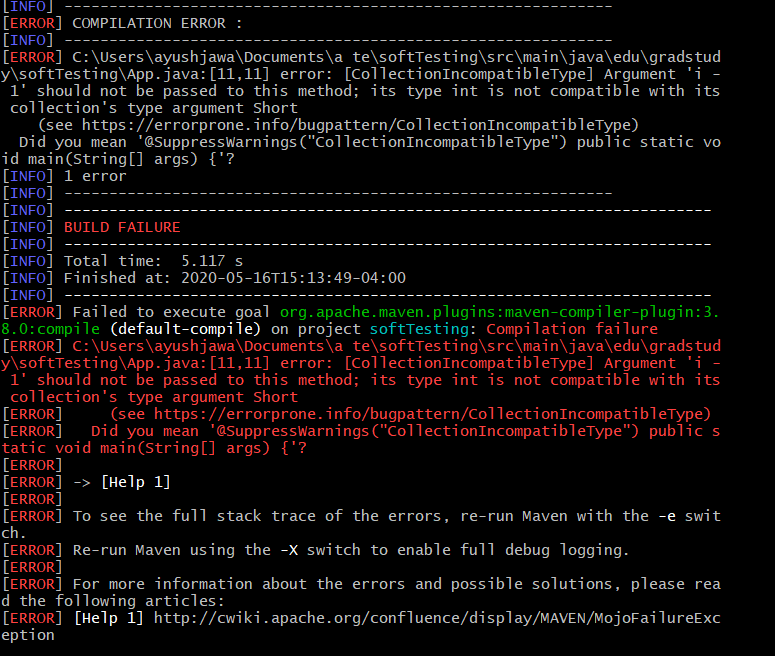 [INFO] -------------------------------------------------------------
[ERROR] COMPILATION ERROR :
[INFO] -------------------------------------------------------------
[ERROR] C:\Users\ayushjawa\Documents\a te\softTesting\src\main\java\edu\gradstud
y\softTesting\App.java:[11,11] error: [CollectionIncompatibleType] Argument 'i -
 1' should not be passed to this method; its type int is not compatible with its
 collection's type argument Short
    (see https://errorprone.info/bugpattern/CollectionIncompatibleType)
  Did you mean '@SuppressWarnings("CollectionIncompatibleType") public static vo
id main(String[] args) {'?
[INFO] 1 error
[INFO] -------------------------------------------------------------
[INFO] ------------------------------------------------------------------------
[INFO] BUILD FAILURE
[INFO] ------------------------------------------------------------------------
[INFO] Total time:  5.117 s
[INFO] Finished at: 2020-05-16T15:13:49-04:00
[INFO] ------------------------------------------------------------------------
[ERROR] Failed to execute goal org.apache.maven.plugins:maven-compiler-plugin:3.
8.0:compile (default-compile) on project softTesting: Compilation failure
[ERROR] C:\Users\ayushjawa\Documents\a te\softTesting\src\main\java\edu\gradstud
y\softTesting\App.java:[11,11] error: [CollectionIncompatibleType] Argument 'i -
 1' should not be passed to this method; its type int is not compatible with its
 collection's type argument Short
[ERROR]     (see https://errorprone.info/bugpattern/CollectionIncompatibleType)
[ERROR]   Did you mean '@SuppressWarnings("CollectionIncompatibleType") public s
tatic void main(String[] args) {'?
[ERROR]
[ERROR] -> [Help 1]
[ERROR]
[ERROR] To see the full stack trace of the errors, re-run Maven with the -e swit
ch.
[ERROR] Re-run Maven using the -X switch to enable full debug logging.
[ERROR]
[ERROR] For more information about the errors and possible solutions, please rea
d the following articles:
[ERROR] [Help 1] http://cwiki.apache.org/confluence/display/MAVEN/MojoFailureExc
eption